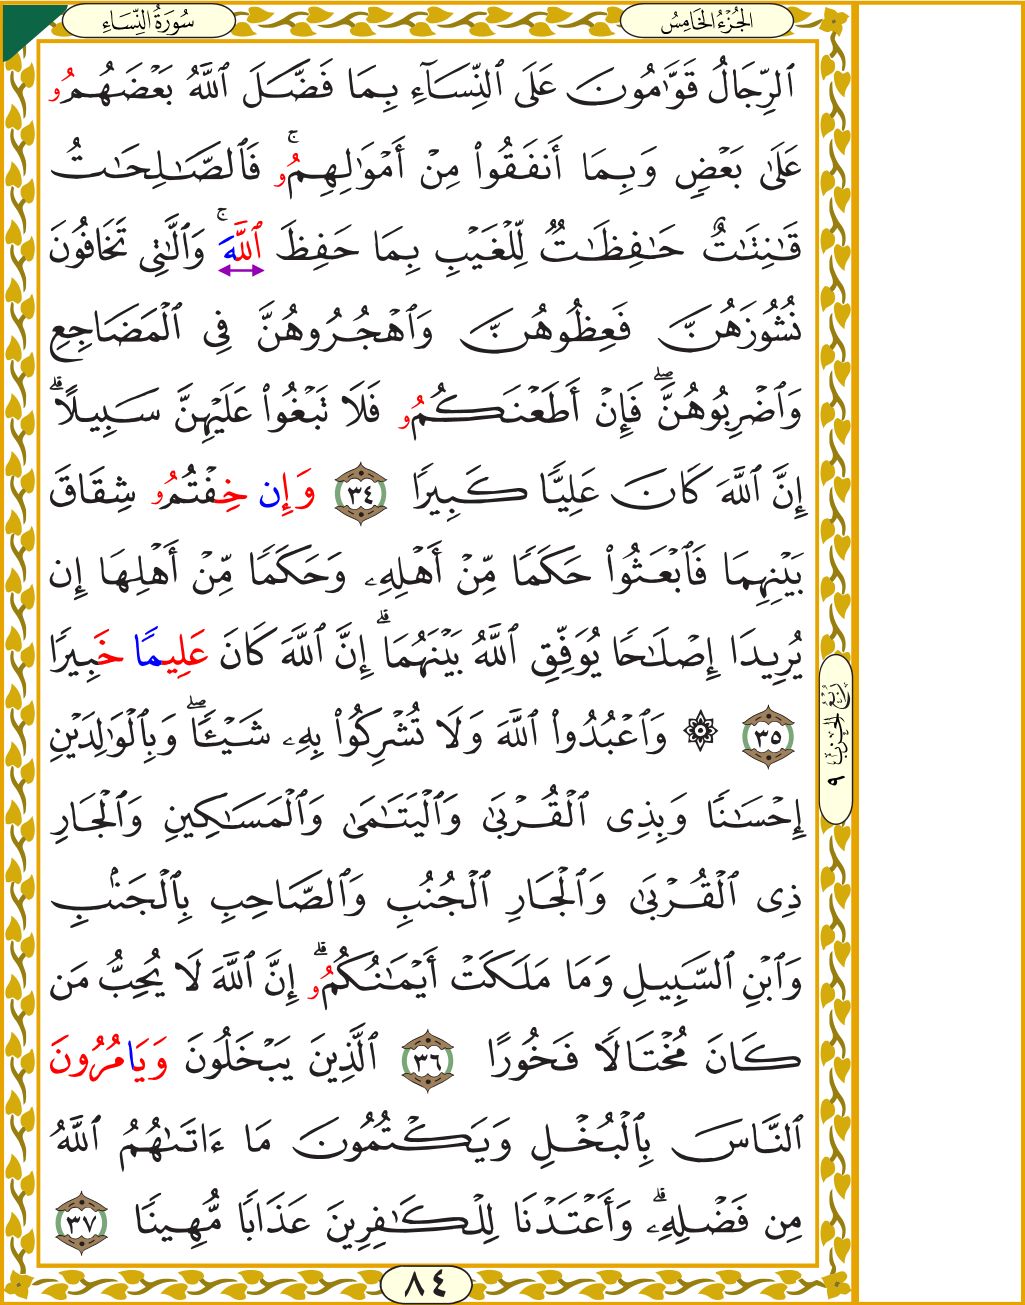 سُورَةُ النِّسَاءِ
الجُزْءُ الخَامِسُ
ٱلرِّجَالُ قَوَّٰمُونَ عَلَى ٱلنِّسَآءِ بِمَا فَضَّلَ ٱللَّهُ بَعْضَهُمُو
عَلَىٰ بَعْضٍ وَبِمَا أَنفَقُوا۟ مِنْ أَمْوَٰلِهِمُو ۚ فَٱلصَّٰلِحَٰتُ
قَٰنِتَٰتٌ حَٰفِظَٰتٌ لِّلْغَيْبِ بِمَا حَفِظَ ٱللَّهَ ۚ وَٱلَّٰتِى تَخَافُونَ
نُشُوزَهُنَّ فَعِظُوهُنَّ وَٱهْجُرُوهُنَّ فِى ٱلْمَضَاجِعِ
وَٱضْرِبُوهُنَّ ۖ فَإِنْ أَطَعْنَكُمُو فَلَا تَبْغُوا۟ عَلَيْهِنَّ سَبِيلًا ۗ
إِنَّ ٱللَّهَ كَانَ عَلِيًّا كَبِيرًا ٣٤ وَإِن خِفْتُمُو شِقَاقَ
بَيْنِهِمَا فَٱبْعَثُوا۟ حَكَمًا مِّنْ أَهْلِهِۦ وَحَكَمًا مِّنْ أَهْلِهَا إِن
يُرِيدَا إِصْلَٰحًا يُوَفِّقِ ٱللَّهُ بَيْنَهُمَا ۗ إِنَّ ٱللَّهَ كَانَ عَلِيمًا خَبِيرًا
٣٥ ۞ وَٱعْبُدُوا۟ ٱللَّهَ وَلَا تُشْرِكُوا۟ بِهِۦ شَيْـًٔا ۖ وَبِٱلْوَٰلِدَيْنِ
إِحْسَٰنًا وَبِذِى ٱلْقُرْبَىٰ وَٱلْيَتَٰمَىٰ وَٱلْمَسَٰكِينِ وَٱلْجَارِ
ذِى ٱلْقُرْبَىٰ وَٱلْجَارِ ٱلْجُنُبِ وَٱلصَّاحِبِ بِٱلْجَنۢبِ
وَٱبْنِ ٱلسَّبِيلِ وَمَا مَلَكَتْ أَيْمَٰنُكُمُو ۗ إِنَّ ٱللَّهَ لَا يُحِبُّ مَن
كَانَ مُخْتَالًا فَخُورًا ٣٦ ٱلَّذِينَ يَبْخَلُونَ وَيَامُرُونَ
ٱلنَّاسَ بِٱلْبُخْلِ وَيَكْتُمُونَ مَا ءَاتَىٰهُمُ ٱللَّهُ
مِن فَضْلِهِۦ ۗ وَأَعْتَدْنَا لِلْكَٰفِرِينَ عَذَابًا مُّهِينًا ٣٧
رُبْعُ الحِزْبِ ٩
٨٤